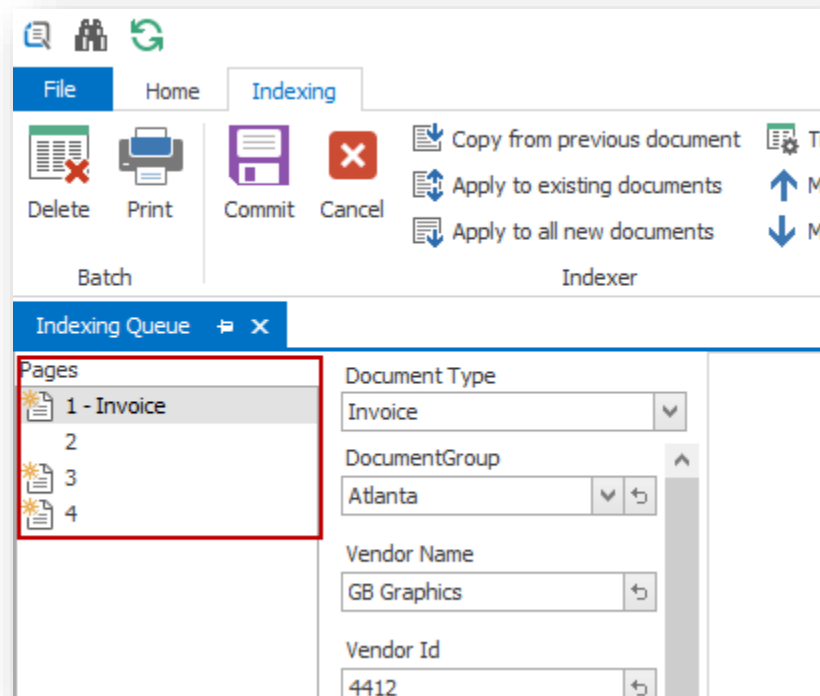 File Home Indexing
Copy from previous document
Apply to existing documents
Apply to all new documents
Delete Print Commit Cancel
Batch Indexer
Indexing Queue
Pages
1 - Invoice
2
3
4
Document Type
Invoice
DocumentGroup
Atlanta
Vendor Name
GB Graphics
Vendor Id
4412